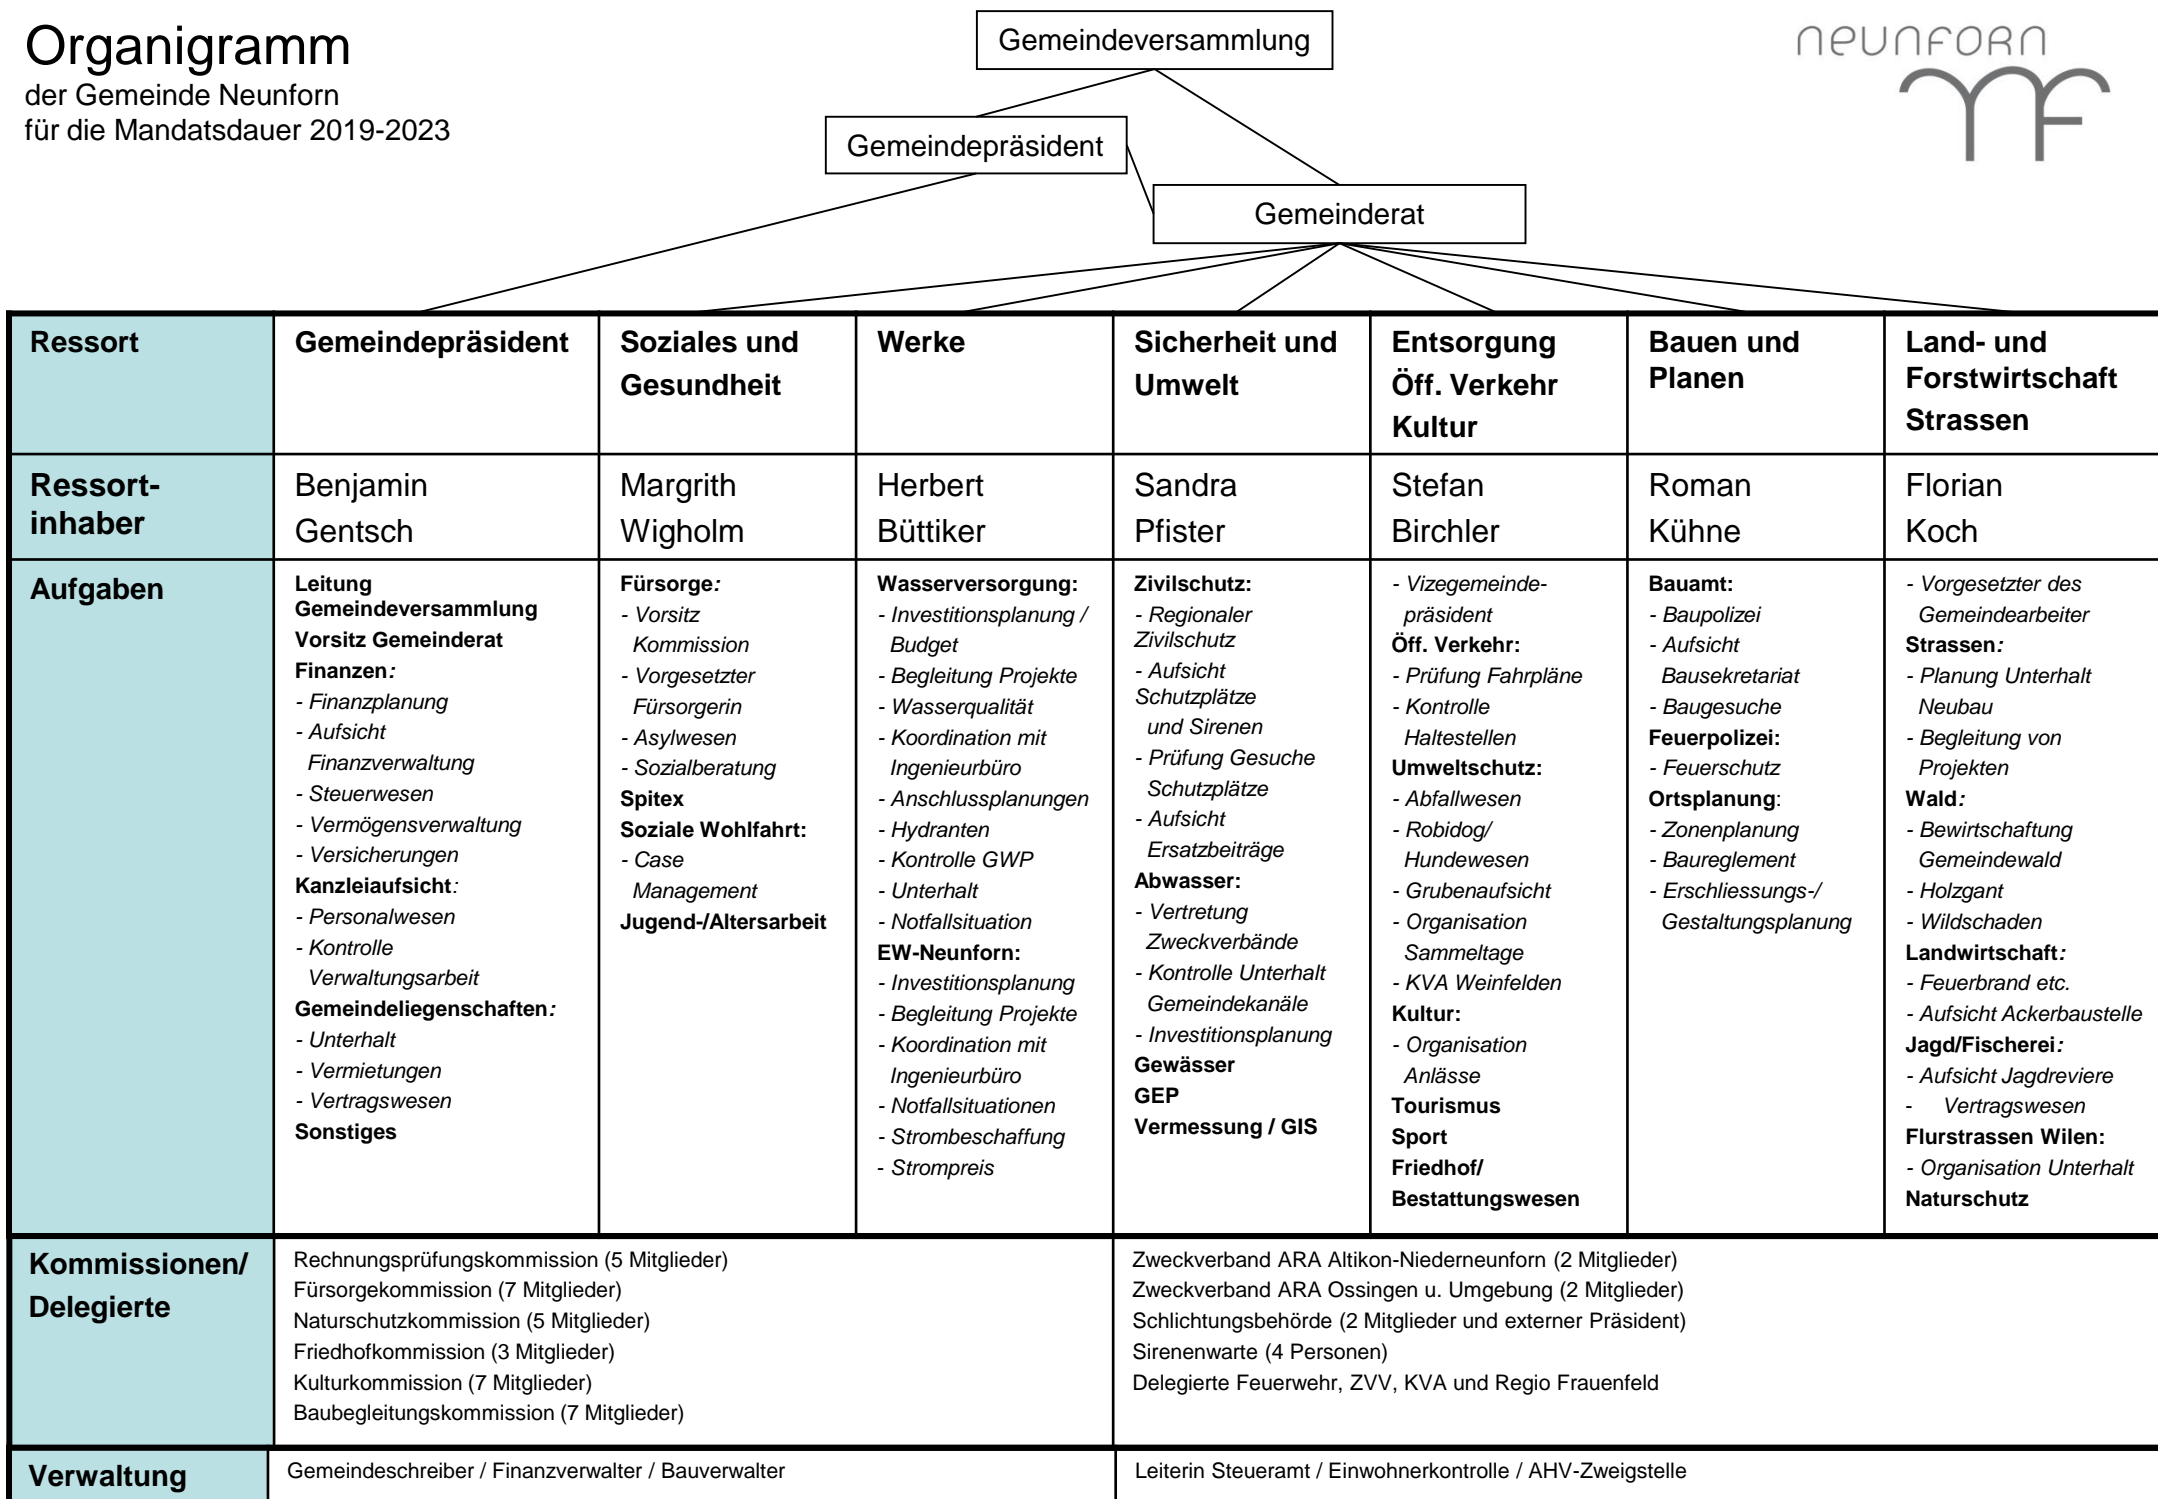 Organigramm
der Gemeinde Neunforn
für die Mandatsdauer 2019-2023
Gemeindeversammlung
neunforn
Gemeindepräsident
Gemeinderat
Ressort
Gemeindepräsident
Soziales und
Gesundheit
Werke
Sicherheit und
Umwelt
Entsorgung
Öff. Verkehr
Kultur
Bauen und
Planen
Land- und
Forstwirtschaft
Strassen
Ressort-
inhaber
Benjamin
Gentsch
Margrith
Wigholm
Herbert
Büttiker
Sandra
Pfister
Stefan
Birchler
Roman
Kühne
Florian
Koch
Aufgaben
Leitung
Gemeindeversammlung
Vorsitz Gemeinderat
Finanzen:
- Finanzplanung
- Aufsicht
Finanzverwaltung
- Steuerwesen
- Vermögensverwaltung
- Versicherungen
Kanzleiaufsicht:
- Personalwesen
- Kontrolle
Verwaltungsarbeit
Gemeindeliegenschaften:
- Unterhalt
- Vermietungen
- Vertragswesen
Sonstiges
Fürsorge:
- Vorsitz
Kommission
- Vorgesetzter
Fürsorgerin
- Asylwesen
- Sozialberatung
Spitex
Soziale Wohlfahrt:
- Case
Management
Jugend-/Altersarbeit
Wasserversorgung:
- Investitionsplanung /
Budget
- Begleitung Projekte
- Wasserqualität
- Koordination mit
Ingenieurbüro
- Anschlussplanungen
- Hydranten
- Kontrolle GWP
- Unterhalt
- Notfallsituation
EW-Neunforn:
- Investitionsplanung
- Begleitung Projekte
- Koordination mit
Ingenieurbüro
- Notfallsituationen
- Strombeschaffung
- Strompreis
Zivilschutz:
- Regionaler
Zivilschutz
- Aufsicht
Schutzplätze
und Sirenen
- Prüfung Gesuche
Schutzplätze
- Aufsicht
Ersatzbeiträge
Abwasser:
- Vertretung
Zweckverbände
- Kontrolle Unterhalt
Gemeindekanäle
- Investitionsplanung
Gewässer
GEP
Vermessung / GIS
- Vizegemeinde-
präsident
Öff. Verkehr:
- Prüfung Fahrpläne
- Kontrolle
Haltestellen
Umweltschutz:
- Abfallwesen
- Robidog/
Hundewesen
- Grubenaufsicht
- Organisation
Sammeltage
- KVA Weinfelden
Kultur:
- Organisation
Anlässe
Tourismus
Sport
Friedhof/
Bestattungswesen
Bauamt:
- Baupolizei
- Aufsicht
Bausekretariat
- Baugesuche
Feuerpolizei:
- Feuerschutz
Ortsplanung:
- Zonenplanung
- Baureglement
- Erschliessungs-/
Gestaltungsplanung
- Vorgesetzter des
Gemeindearbeiter
Strassen:
- Planung Unterhalt
Neubau
- Begleitung von
Projekten
Wald:
- Bewirtschaftung
Gemeindewald
- Holzgant
- Wildschaden
Landwirtschaft:
- Feuerbrand etc.
- Aufsicht Ackerbaustelle
Jagd/Fischerei:
- Aufsicht Jagdreviere
- Vertragswesen
Flurstrassen Wilen:
- Organisation Unterhalt
Naturschutz
Kommissionen/
Delegierte
Rechnungsprüfungskommission (5 Mitglieder)
Fürsorgekommission (7 Mitglieder)
Naturschutzkommission (5 Mitglieder)
Friedhofkommission (3 Mitglieder)
Kulturkommission (7 Mitglieder)
Baubegleitungskommission (7 Mitglieder)
Zweckverband ARA Altikon-Niederneunforn (2 Mitglieder)
Zweckverband ARA Ossingen u. Umgebung (2 Mitglieder)
Schlichtungsbehörde (2 Mitglieder und externer Präsident)
Sirenenwarte (4 Personen)
Delegierte Feuerwehr, ZVV, KVA und Regio Frauenfeld
Verwaltung
Gemeindeschreiber / Finanzverwalter / Bauverwalter
Leiterin Steueramt / Einwohnerkontrolle / AHV-Zweigstelle